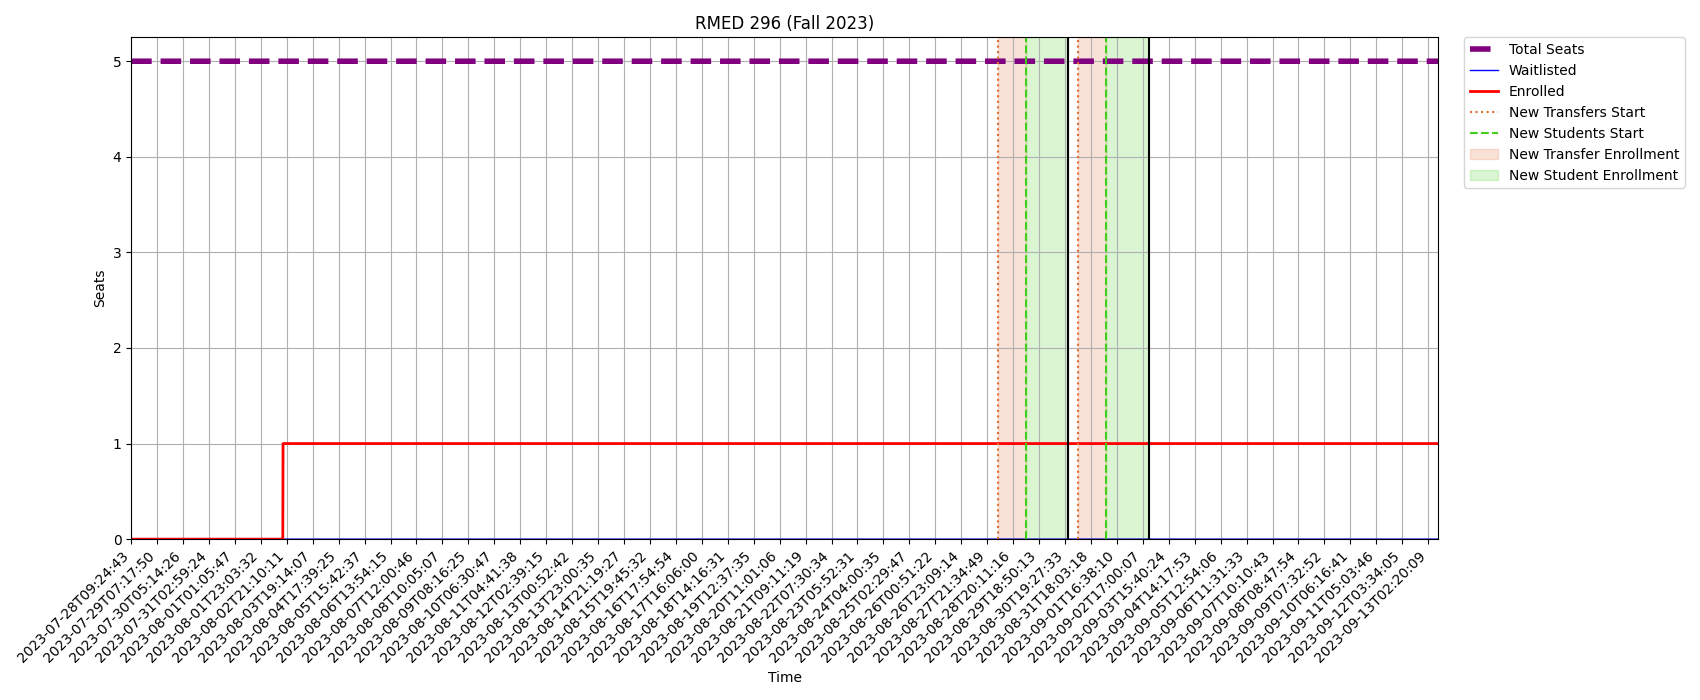 RMED 296 (Fall 2023)
Total Seats
Waitlisted
Enrolled
New Transfers Start
New Students Start
New Transfer Enrollment
New Student Enrollment
Seats
5
4
3
2
1
0
2023-07-28T09:24:43
2023-07-29T07:17:50
2023-07-30T05:14:26
2023-07-31T02:59:24
2023-08-01T01:05:47
2023-08-01T23:03:32
2023-08-02T21:10:11
2023-08-03T19:14:07
2023-08-04T17:39:25
2023-08-05T15:42:37
2023-08-06T13:54:15
2023-08-07T12:00:46
2023-08-08T10:05:07
2023-08-09T08:16:25
2023-08-10T06:30:47
2023-08-11T04:41:38
2023-08-12T02:39:15
2023-08-13T00:52:42
2023-08-13T23:00:35
2023-08-14T21:19:27
2023-08-15T19:45:32
2023-08-16T17:54:54
2023-08-17T16:06:00
2023-08-18T14:16:31
2023-08-19T12:37:35
2023-08-20T11:01:06
2023-08-21T09:11:19
2023-08-22T07:30:34
2023-08-23T05:52:31
2023-08-24T04:00:35
2023-08-25T02:29:47
2023-08-26T00:51:22
2023-08-26T23:09:14
2023-08-27T21:34:49
2023-08-28T20:11:16
2023-08-29T18:50:13
2023-08-30T19:27:33
2023-08-31T18:03:18
2023-09-01T16:38:10
2023-09-02T17:00:07
2023-09-03T15:40:24
2023-09-04T14:17:53
2023-09-05T12:54:06
2023-09-06T11:31:33
2023-09-07T10:10:43
2023-09-08T08:47:54
2023-09-09T07:32:52
2023-09-10T06:16:41
2023-09-11T05:03:46
2023-09-12T03:34:05
2023-09-13T02:20:09
Time